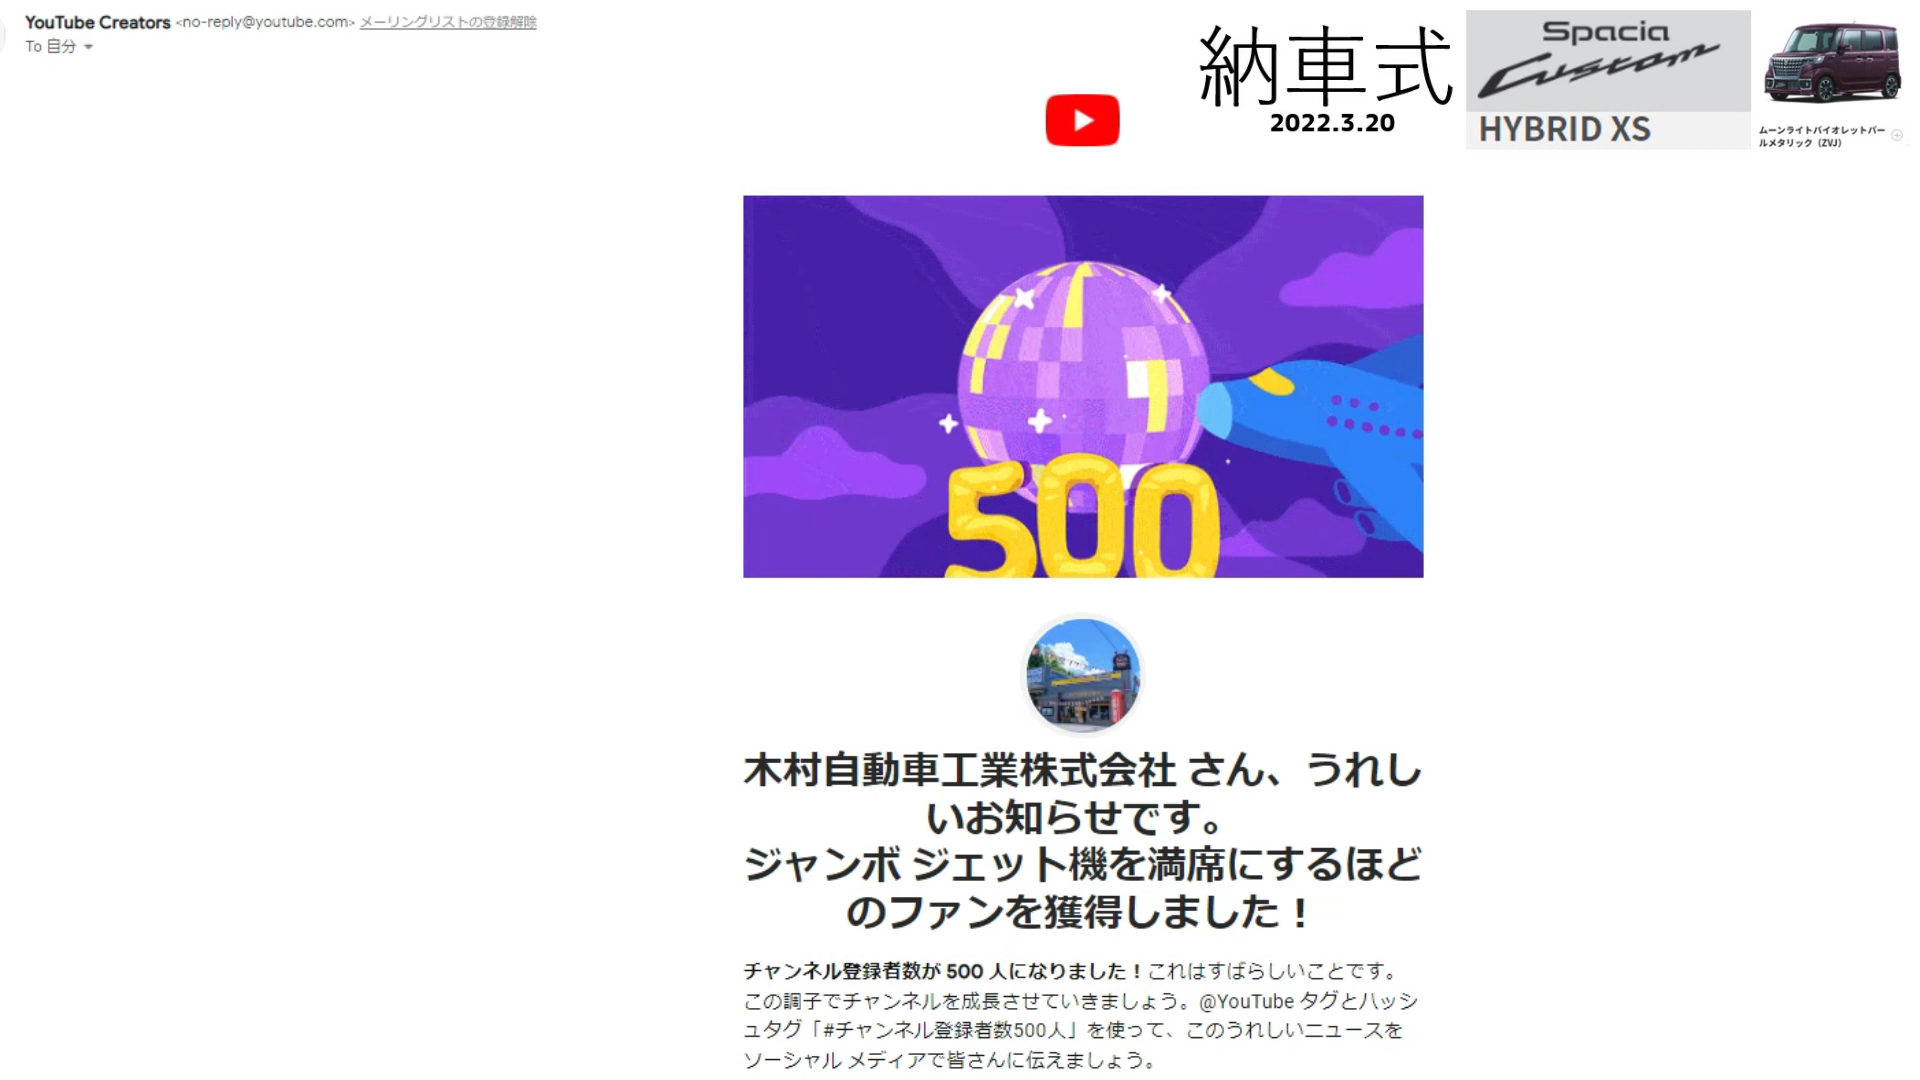 YouTube Creators <no-reply@youtube.com> メーリングリストの登録解除
To 自分
納車式
2022.3.20
Spacia
Custom
HYBRID XS
ムーンライトバイオレットパー
ルメタリック（ZVJ）
500
木村自動車工業株式会社 さん、うれし
いお知らせです。
ジャンボ ジェット機を満席にするほど
のファンを獲得しました！
チャンネル登録者数が 500 人になりました！これはすばらしいことです。
この調子でチャンネルを成長させていきましょう。@YouTube タグとハッシ
ュタグ「#チャンネル登録者数500人」を使って、このうれしいニュースを
ソーシャル メディアで皆さんに伝えましょう。